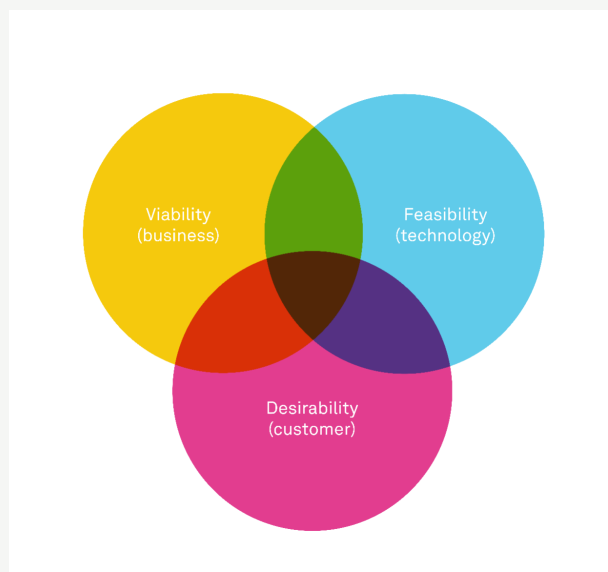 Viability
(business)
Feasibility
(technology)
Desirability
(customer)